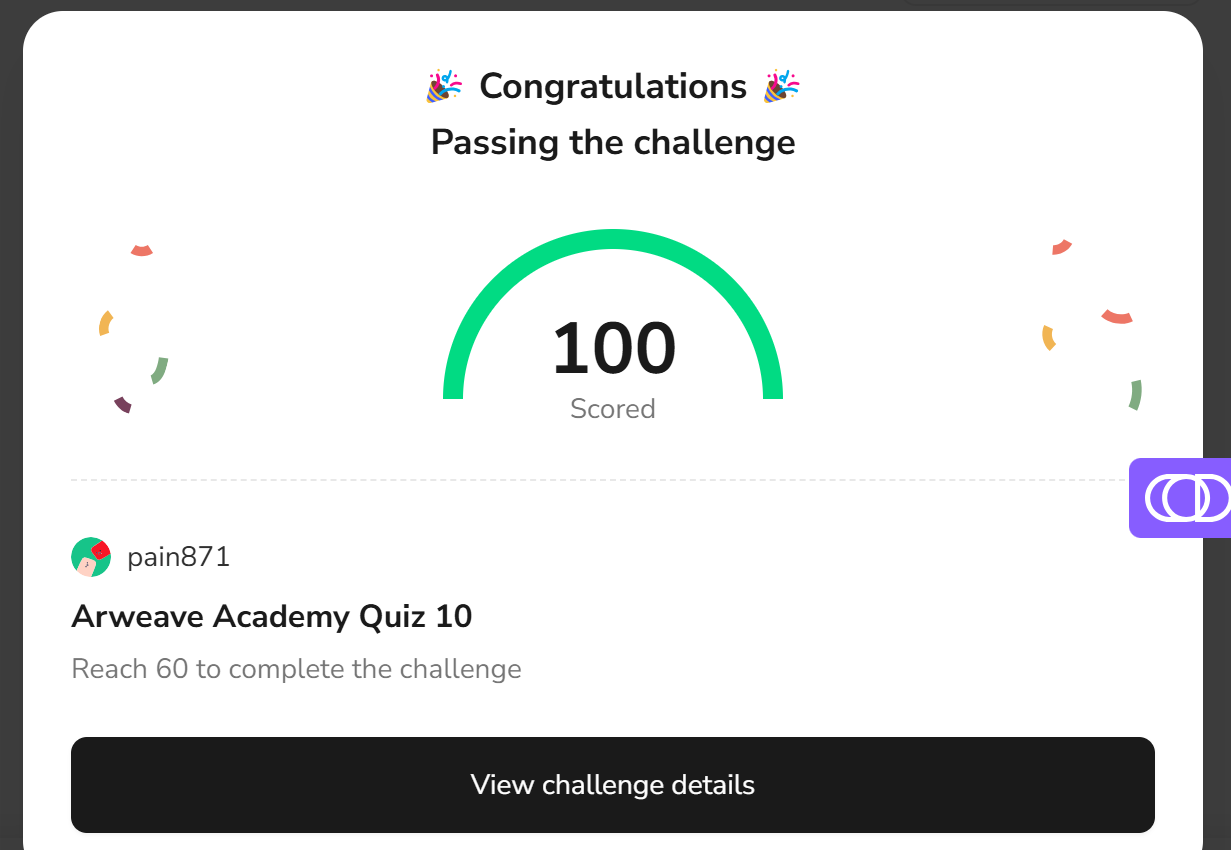 🎉 Congratulations 🎉
Passing the challenge
100
Scored
pain871
Arweave Academy Quiz 10
Reach 60 to complete the challenge
View challenge details